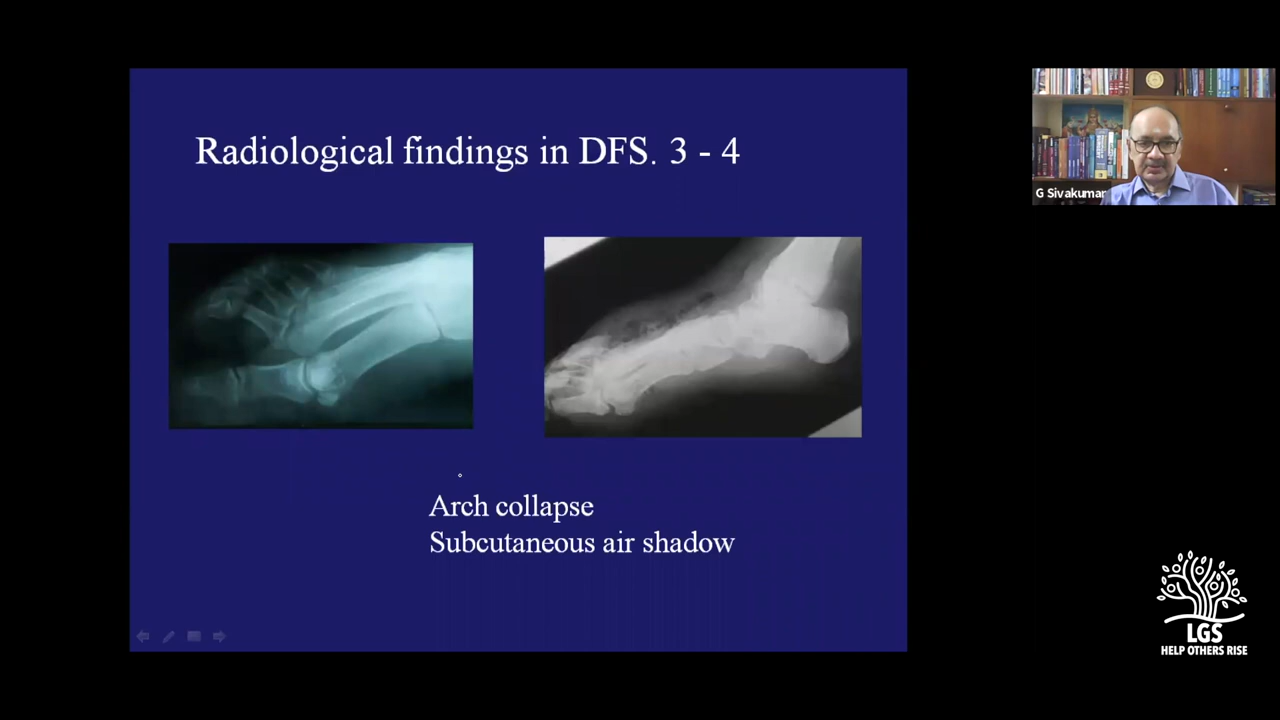 Radiological findings in DFS. 3 - 4
G Sivakumar
Arch collapse
Subcutaneous air shadow
LGS
HELP OTHERS RISE